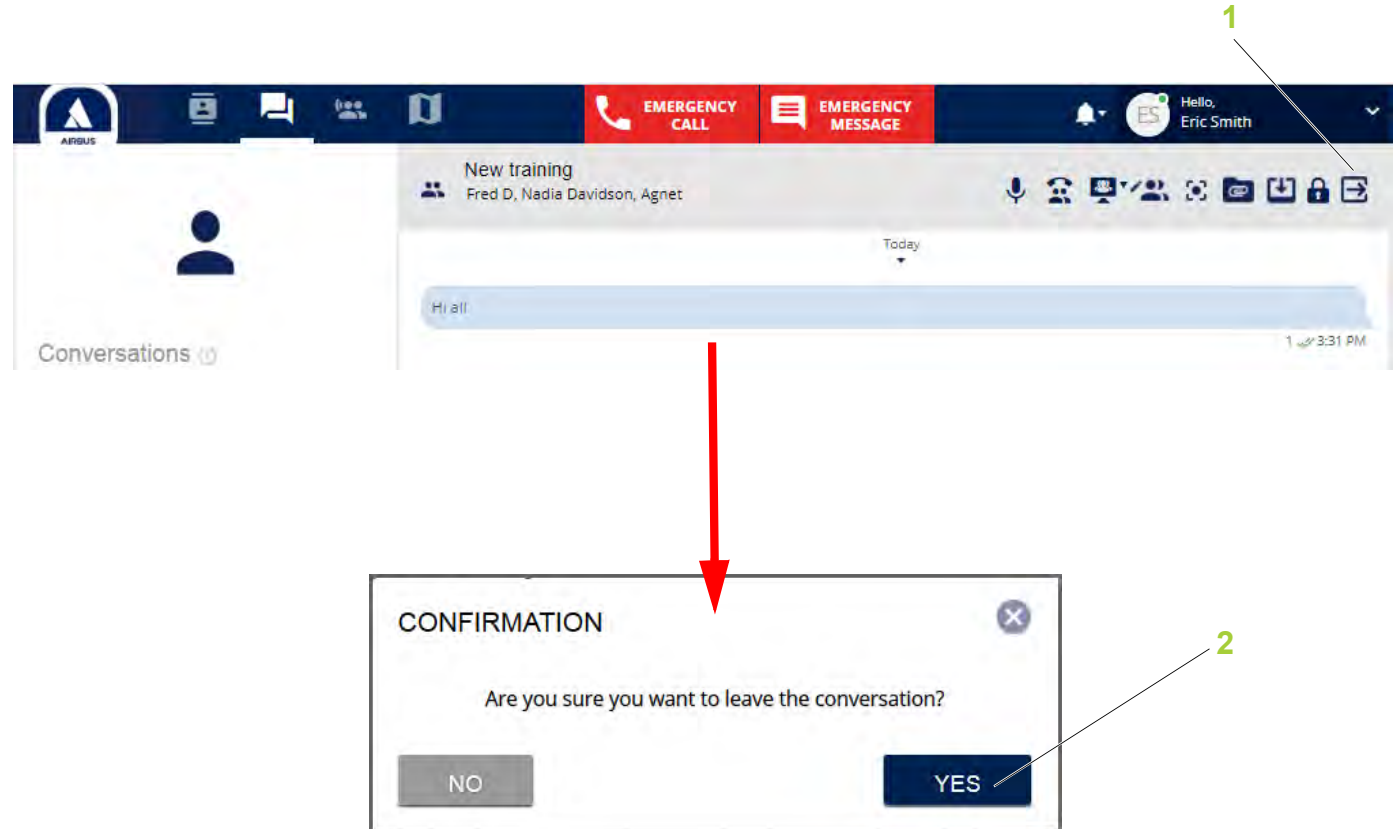 1
AIRBUS
EMERGENCY
CALL
EMERGENCY
MESSAGE
ES
Hello,
Eric Smith
New training
Fred D, Nadia Davidson, Agnet
Today
Hi all
1 3:31 PM
Conversations
CONFIRMATION
2
Are you sure you want to leave the conversation?
NO
YES